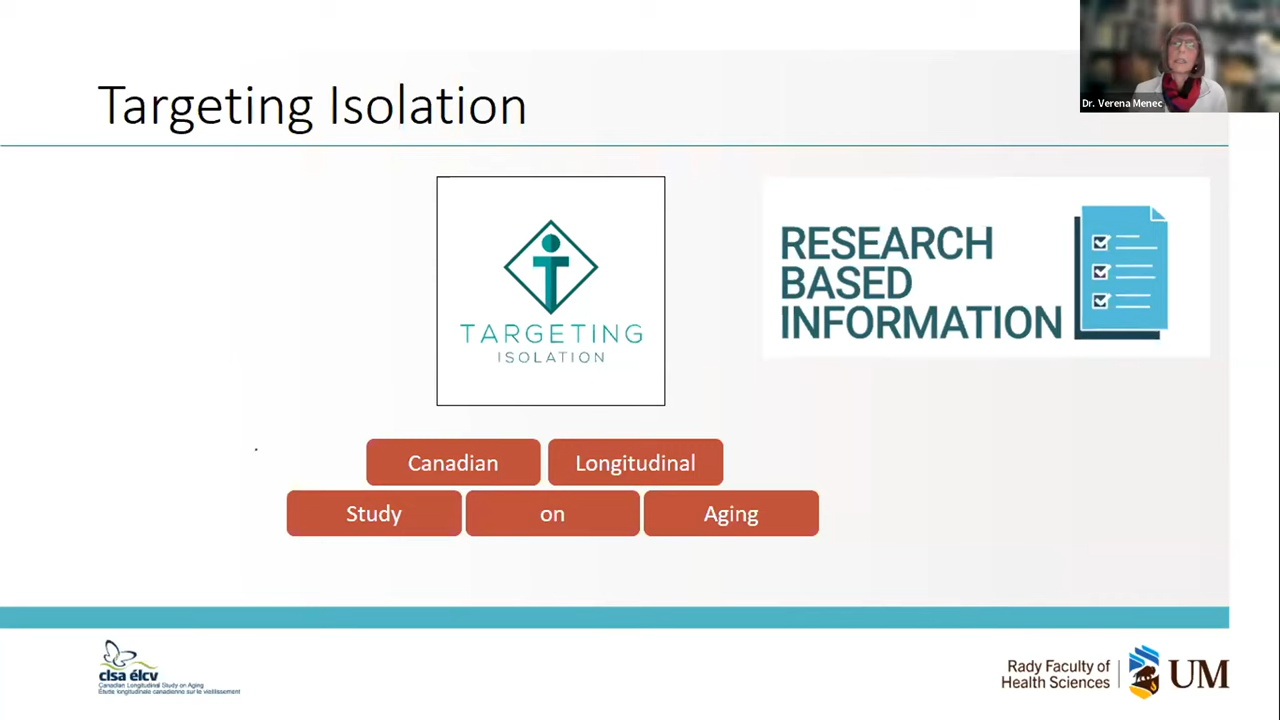 Targeting Isolation
Dr. Verena Menec
TARGETING
ISOLATION
RESEARCH
BASED
INFORMATION
Canadian
Longitudinal
Study
on
Aging
clsa élcv
Canadian Longitudinal Study on Aging
Étude longitudinale canadienne sur le vieillissement
Rady Faculty of
Health Sciences
UM